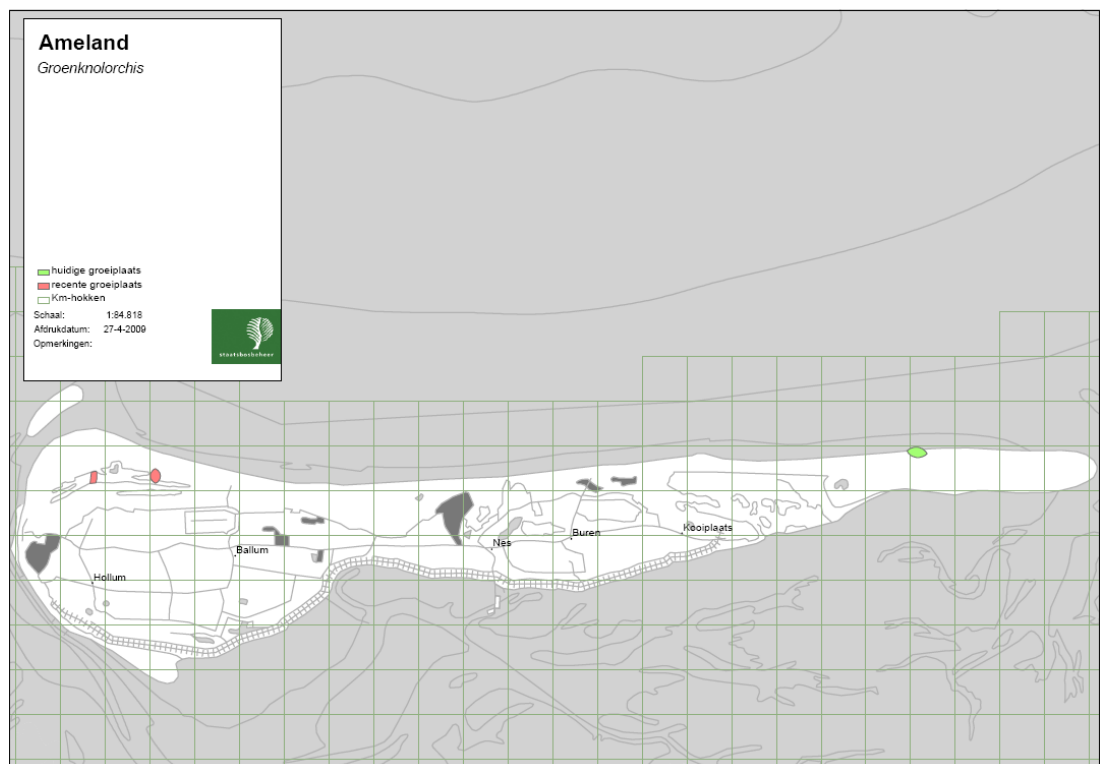 Ameland
Groenknolorchis
huidige groeiplaats
recente groeiplaats
Km-hokken
Schaal: 1:84.818
Afdrukdatum: 27-4-2009
Opmerkingen:
staatsbosbeheer
Kooiplaats
Buren
Nes
Ballum
Hollum